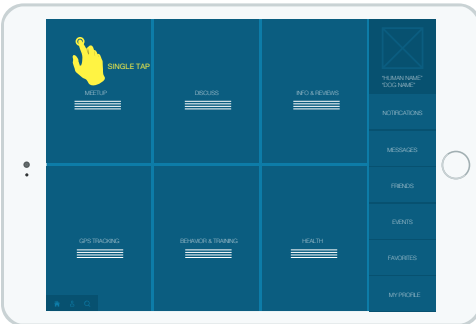 SINGLE TAP
MEETUP
DISCUSS
INFO & REVIEWS
GPS TRACKING
BEHAVIOR & TRAINING
HEALTH
"HUMAN NAME"
"DOG NAME"
NOTIFICATIONS
MESSAGES
FRIENDS
EVENTS
FAVORITES
MY PROFILE